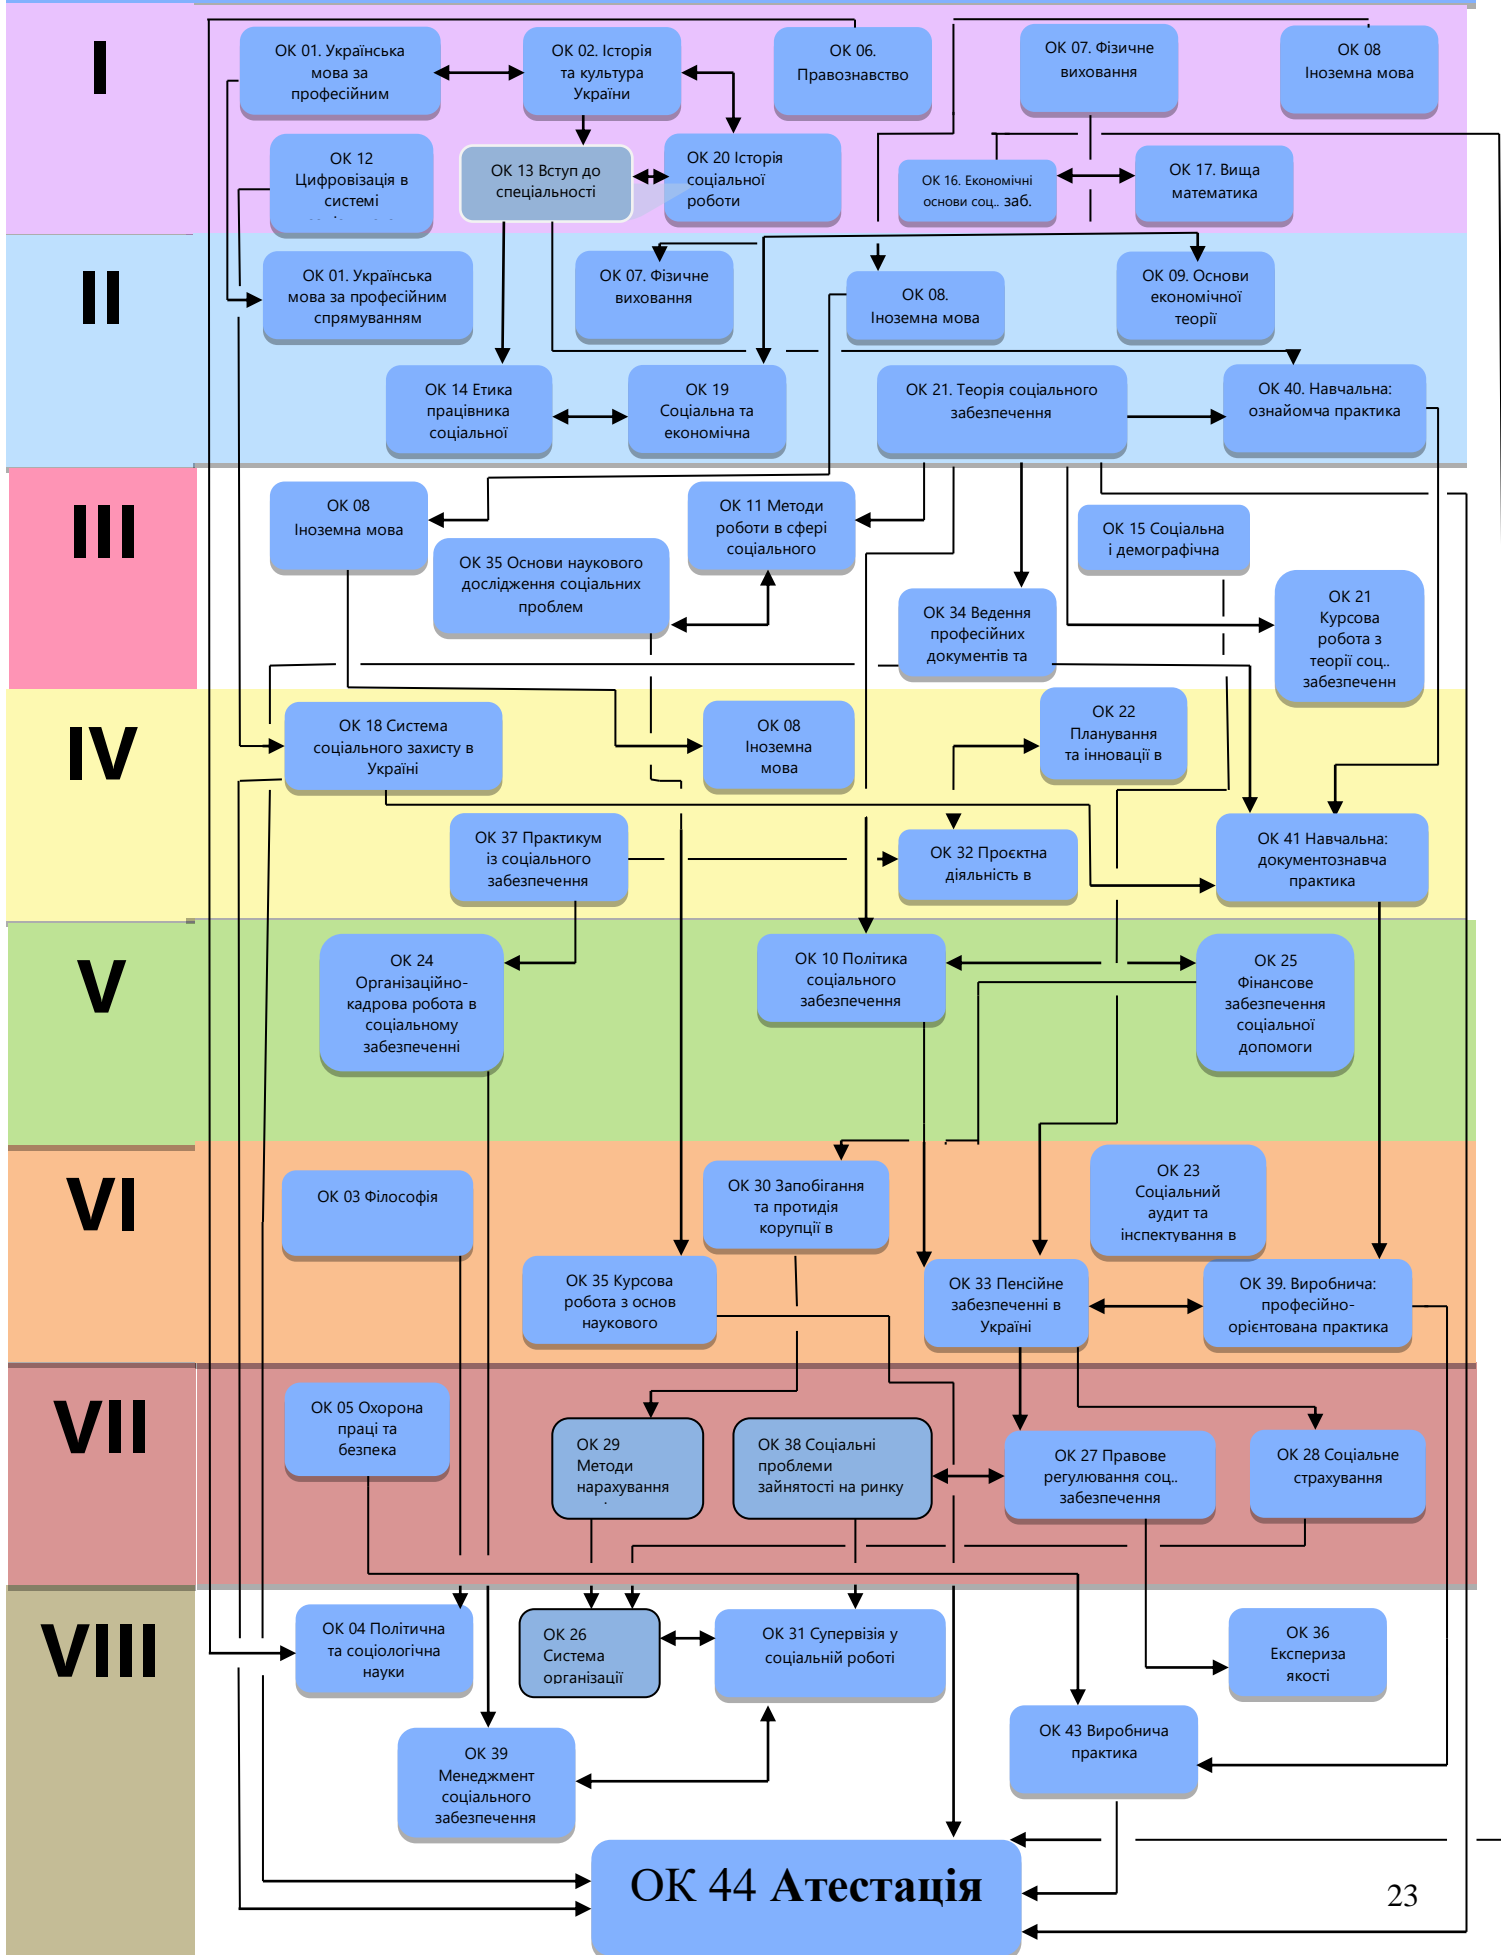 I
ОК 01. Українська
мова за
професійним
ОК 02. Історія
та культура
України
ОК 06.
Правознавство
ОК 07. Фізичне
виховання
ОК 08
Іноземна мова
ОК 12
Цифровізація в
системі
ОК 13 Вступ до
спеціальності
ОК 20 Історія
соціальної
роботи
ОК 16. Економічні
основи соц.. заб.
ОК 17. Вища
математика
II
ОК 01. Українська
мова за професійним
спрямуванням
ОК 07. Фізичне
виховання
ОК 08.
Іноземна мова
ОК 09. Основи
економічної
теорії
ОК 14 Етика
працівника
соціальної
ОК 19
Соціальна та
економічна
ОК 21. Теорія соціального
забезпечення
ОК 40. Навчальна:
ознайомча практика
III
ОК 08
Іноземна мова
ОК 35 Основи наукового
дослідження соціальних
проблем
ОК 11 Методи
роботи в сфері
соціального
ОК 15 Соціальна
і демографічна
ОК 34 Ведення
професійних
документів та
ОК 21
Курсова
робота з
теорії соц..
забезпеченн
IV
ОК 18 Система
соціального захисту в
Україні
ОК 08
Іноземна
мова
ОК 22
Планування
та інновації в
ОК 37 Практикум
із соціального
забезпечення
ОК 32 Проєктна
діяльність в
ОК 41 Навчальна:
документознавча
практика
V
ОК 24
Організаційно-
кадрова робота в
соціальному
забезпеченні
ОК 10 Політика
соціального
забезпечення
ОК 25
Фінансове
забезпечення
соціальної
допомоги
VI
ОК 03 Філософія
ОК 30 Запобігання
та протидія
корупції в
ОК 23
Соціальний
аудит та
інспектування в
ОК 35 Курсова
робота з основ
наукового
ОК 33 Пенсійне
забезпеченні в
Україні
ОК 39. Виробнича:
професійно-
орієнтована практика
VII
ОК 05 Охорона
праці та
безпека
ОК 29
Методи
нарахування
ОК 38 Соціальні
проблеми
зайнятості на ринку
ОК 27 Правове
регулювання соц..
забезпечення
ОК 28 Соціальне
страхування
VIII
ОК 04 Політична
та соціологічна
науки
ОК 26
Система
організації
ОК 31 Супервізія у
соціальній роботі
ОК 36
Експериза
якості
ОК 39
Менеджмент
соціального
забезпечення
ОК 43 Виробнича
практика
ОК 44 Атестація
23